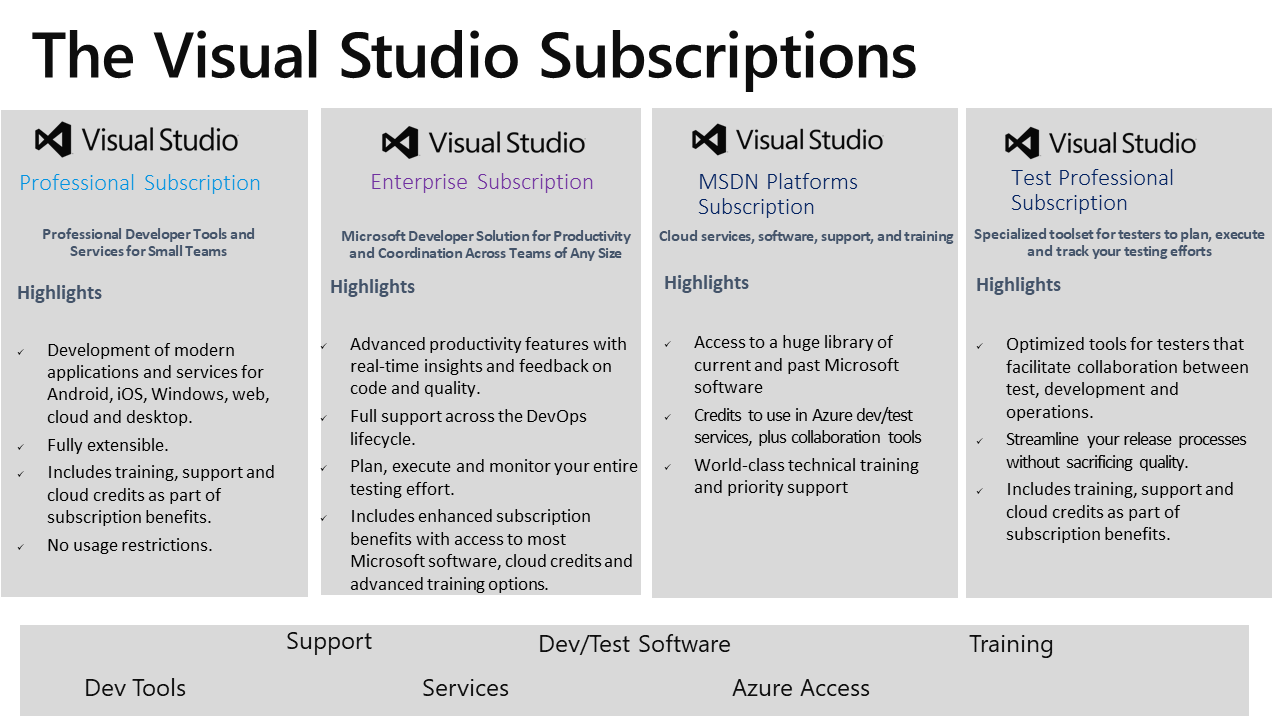 The Visual Studio Subscriptions
Visual Studio
Professional Subscription
Professional Developer Tools and
Services for Small Teams
Highlights
✓ Development of modern
applications and services for
Android, iOS, Windows, web,
cloud and desktop.
✓ Fully extensible.
✓ Includes training, support and
cloud credits as part of
subscription benefits.
✓ No usage restrictions.
Visual Studio
Enterprise Subscription
Microsoft Developer Solution for Productivity
and Coordination Across Teams of Any Size
Highlights
✓ Advanced productivity features with
real-time insights and feedback on
code and quality.
✓ Full support across the DevOps
lifecycle.
✓ Plan, execute and monitor your entire
testing effort.
✓ Includes enhanced subscription
benefits with access to most
Microsoft software, cloud credits and
advanced training options.
Visual Studio
MSDN Platforms
Subscription
Cloud services, software, support, and training
Highlights
✓ Access to a huge library of
current and past Microsoft
software
✓ Credits to use in Azure dev/test
services, plus collaboration tools
✓ World-class technical training
and priority support
Visual Studio
Test Professional
Subscription
Specialized toolset for testers to plan, execute
and track your testing efforts
Highlights
✓ Optimized tools for testers that
facilitate collaboration between
test, development and
operations.
✓ Streamline your release processes
without sacrificing quality.
✓ Includes training, support and
cloud credits as part of
subscription benefits.
Support
Dev/Test Software
Training
Dev Tools
Services
Azure Access